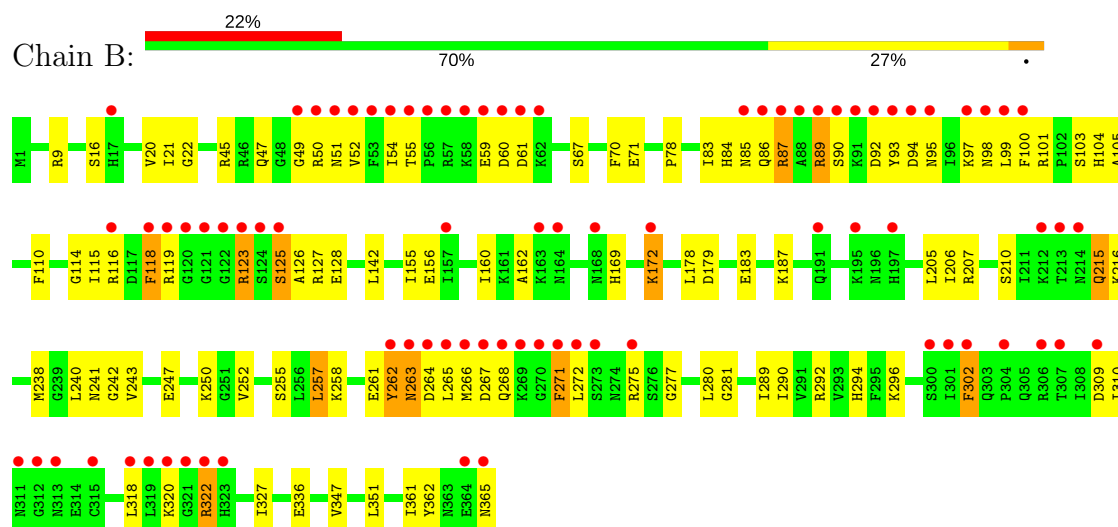 22%
Chain B:
70% 27% •
M1 R9 S16 H17 V20 I21 G22 R45 R46 Q47 G48 G49 R50 N51 V52 F53 I54 T55 P56 R57 K58 E59 D60 D61 K62 S67 F70 E71 P78 I83 H84 N85 Q86 R87 A88 R89 S90 K91 D92 Y93 D94 N95 I96 K97 N98 L99 F100 R101 P102 S103 H104 A105
F110 G114 I115 R116 D117 F118 R119 G120 G121 G122 R123 S124 S125 A126 R127 E128 L142 I155 E156 I157 I160 K161 A162 K163 N164 N168 H169 K172 L178 D179 E183 K187 Q191 K195 N196 H197 L205 I206 R207 S210 I211 K212 T213 N214 Q215 K216
M238 G239 L240 N241 G242 V243 E247 K250 G251 V252 S255 L256 L257 K258 E261 Y262 N263 D264 L265 M266 D267 Q268 K269 G270 F271 L272 S273 N274 R275 S276 G277 L280 G281 I289 I290 V291 R292 V293 H294 F295 K296 S300 I301 F302 Q303 P304 Q305 R306 T307 I308 D309 I310
N311 G312 N313 E314 C315 L318 L319 K320 G321 R322 H323 I327 E336 V347 L351 I361 Y362 N363 E364 N365